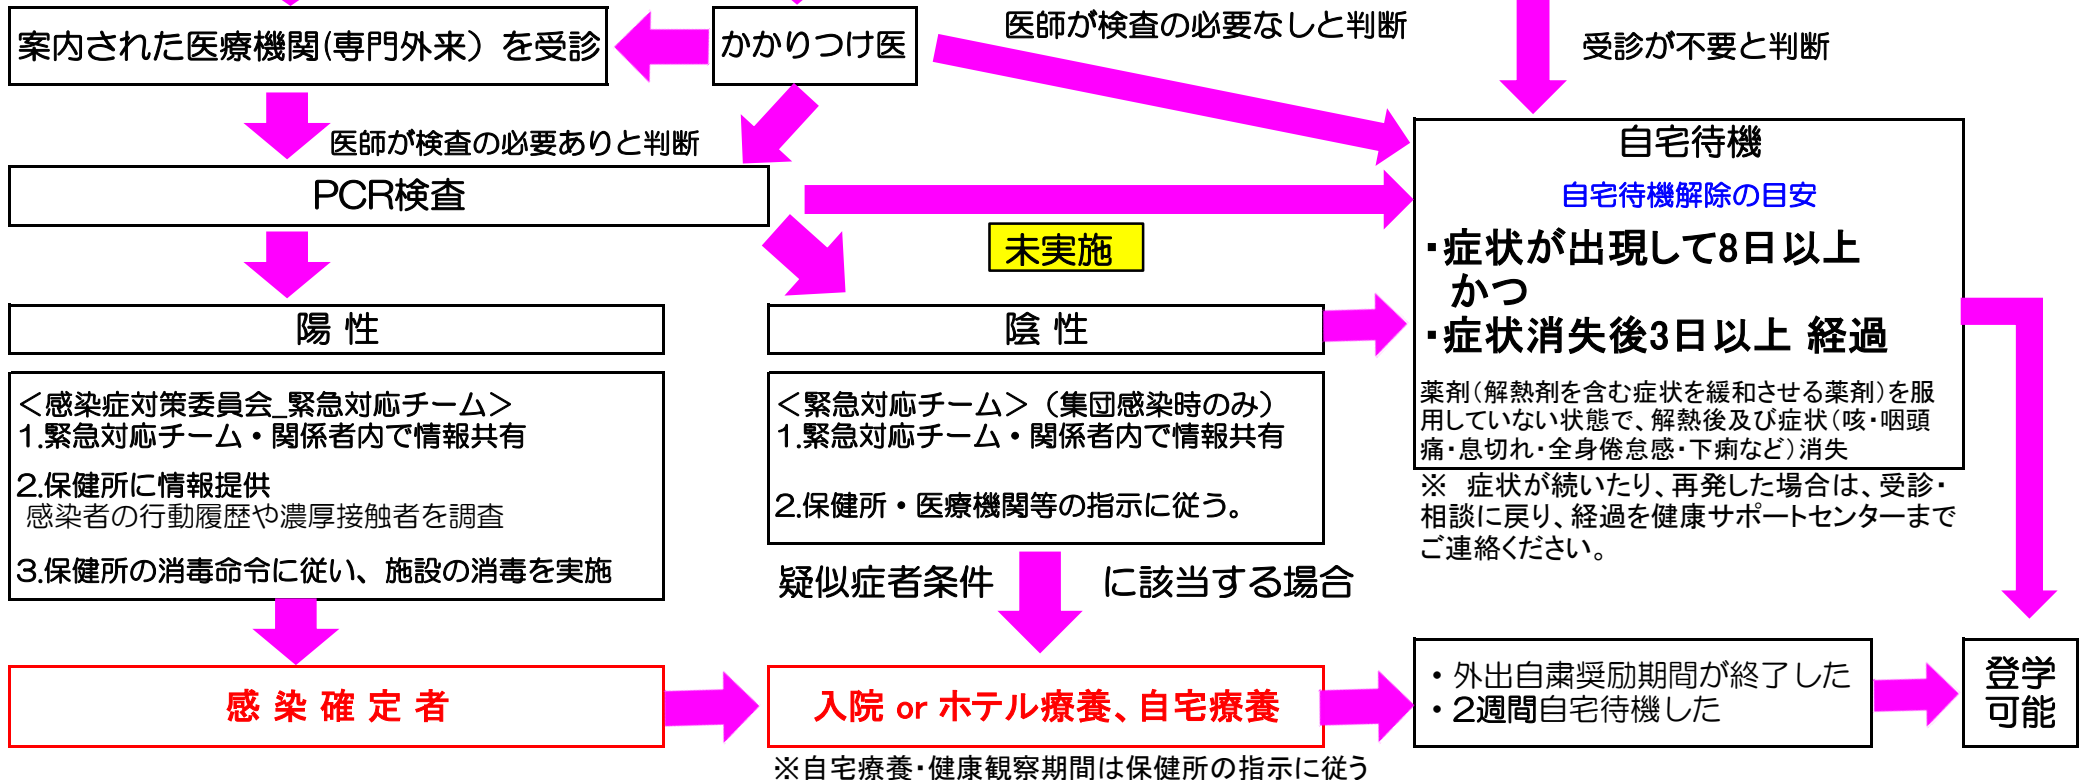 案内された医療機関(専門外来）を受診
かかりつけ医
医師が検査の必要なしと判断
受診が不要と判断
医師が検査の必要ありと判断
PCR検査
未実施
自宅待機
自宅待機解除の目安
・症状が出現して8日以上
かつ
・症状消失後3日以上 経過
薬剤（解熱剤を含む症状を緩和させる薬剤）を服
用していない状態で、解熱後及び症状（咳・咽頭
痛・息切れ・全身倦怠感・下痢など）消失
※　症状が続いたり、再発した場合は、受診・
相談に戻り、経過を健康サポートセンターまで
ご連絡ください。
陽 性
陰 性
＜感染症対策委員会_緊急対応チーム＞
1.緊急対応チーム・関係者内で情報共有
2.保健所に情報提供
感染者の行動履歴や濃厚接触者を調査
3.保健所の消毒命令に従い、施設の消毒を実施
＜緊急対応チーム＞（集団感染時のみ）
1.緊急対応チーム・関係者内で情報共有
2.保健所・医療機関等の指示に従う。
疑似症者条件　に該当する場合
感 染 確 定 者
入院 or ホテル療養、自宅療養
※自宅療養・健康観察期間は保健所の指示に従う
・外出自粛奨励期間が終了した
・2週間自宅待機した
登学
可能